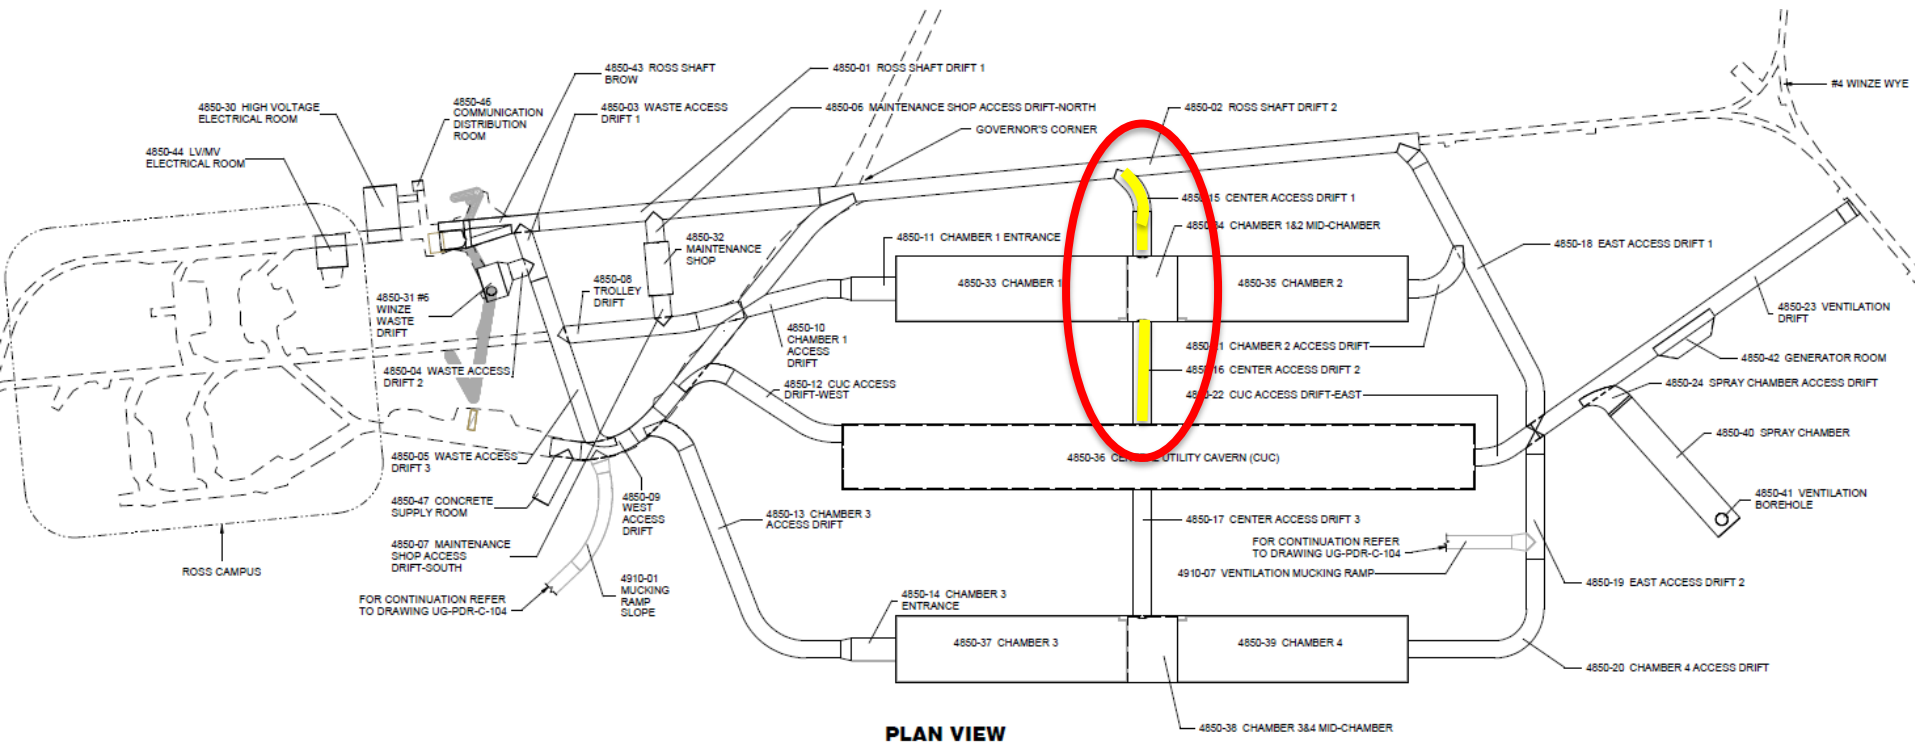 4850-43 ROSS SHAFT
BROW
4850-01 ROSS SHAFT DRIFT 1
#4 WINZE WYE
4850-30 HIGH VOLTAGE
ELECTRICAL ROOM
4850-46
COMMUNICATION
DISTRIBUTION
ROOM
4850-03 WASTE ACCESS
DRIFT 1
4850-06 MAINTENANCE SHOP ACCESS DRIFT-NORTH
4850-02 ROSS SHAFT DRIFT 2
GOVERNOR'S CORNER
4850-44 LV/MV
ELECTRICAL ROOM
4850-15 CENTER ACCESS DRIFT 1
CHAMBER 1&2 MID-CHAMBER
4850-11 CHAMBER 1 ENTRANCE
4850-32
MAINTENANCE
SHOP
4850-18 EAST ACCESS DRIFT 1
4850-08
TROLLEY
DRIFT
4850-33 CHAMBER 1
4850-35 CHAMBER 2
4850-31 #6
WINZE
WASTE
DRIFT
4850-23 VENTILATION
DRIFT
4850-10
CHAMBER 1
ACCESS
DRIFT
CHAMBER 2 ACCESS DRIFT
4850-42 GENERATOR ROOM
4850-04 WASTE ACCESS
DRIFT 2
4850-16 CENTER ACCESS DRIFT 2
4850-12 CUC ACCESS
DRIFT-WEST
4850-24 SPRAY CHAMBER ACCESS DRIFT
4850-22 CUC ACCESS DRIFT-EAST
4850-40 SPRAY CHAMBER
4850-05 WASTE ACCESS
DRIFT 3
4850-36 UTILITY CAVERN (CUC)
4850-47 CONCRETE
SUPPLY ROOM
4850-09
WEST
ACCESS
DRIFT
4850-41 VENTILATION
BOREHOLE
4850-13 CHAMBER 3
ACCESS DRIFT
4850-17 CENTER ACCESS DRIFT 3
4850-07 MAINTENANCE
SHOP ACCESS
DRIFT-SOUTH
FOR CONTINUATION REFER
TO DRAWING UG-PDR-C-104
ROSS CAMPUS
4910-07 VENTILATION MUCKING RAMP
4910-01
MUCKING
RAMP
SLOPE
4850-19 EAST ACCESS DRIFT 2
FOR CONTINUATION REFER
TO DRAWING UG-PDR-C-104
4850-14 CHAMBER 3
ENTRANCE
4850-37 CHAMBER 3
4850-39 CHAMBER 4
4850-20 CHAMBER 4 ACCESS DRIFT
4850-38 CHAMBER 3&4 MID-CHAMBER
PLAN VIEW